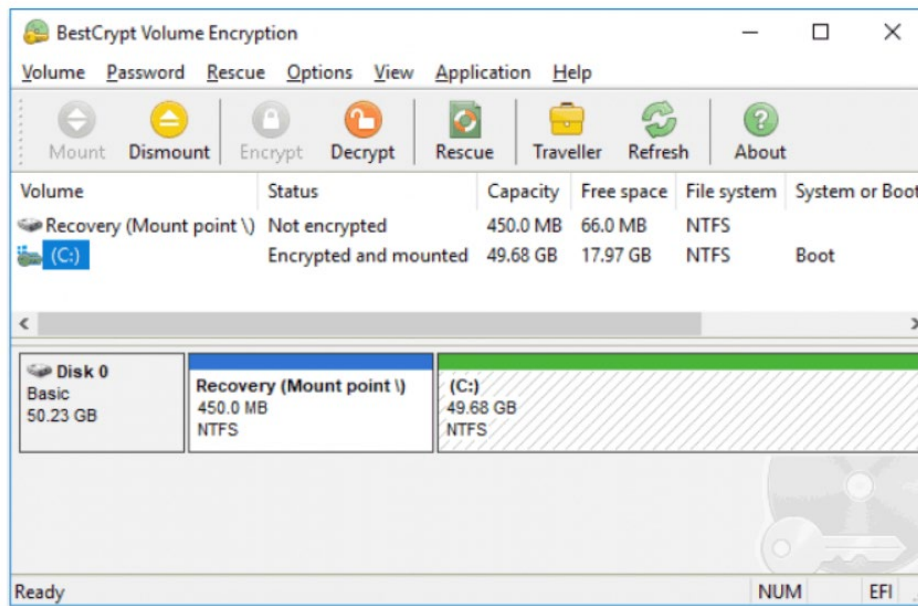 BestCrypt Volume Encryption
Volume Password Rescue Options View Application Help
Mount Dismount Encrypt Decrypt Rescue Traveller Refresh About
Volume Status Capacity Free space File system System or Boot
Recovery (Mount point \) Not encrypted 450.0 MB 66.0 MB NTFS
(C:) Encrypted and mounted 49.68 GB 17.97 GB NTFS Boot
Disk 0
Basic
50.23 GB
Recovery (Mount point \)
450.0 MB
NTFS
(C:)
49.68 GB
NTFS
Ready NUM EFI